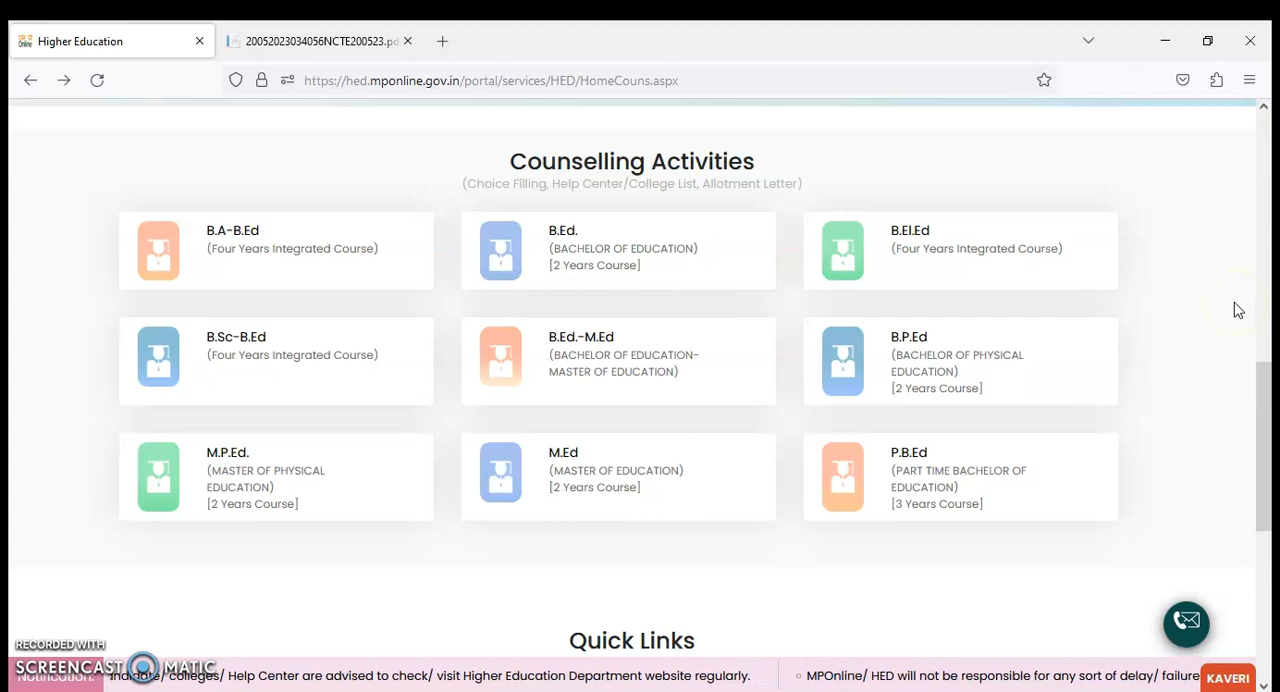 Higher Education
20052023034056NCTE200523.pd
https://hed.mponline.gov.in/portal/services/HED/HomeCouns.aspx
Counselling Activities
(Choice Filling, Help Center/College List, Allotment Letter)
B.A-B.Ed
(Four Years Integrated Course)
B.Ed.
(BACHELOR OF EDUCATION)
[2 Years Course]
B.El.Ed
(Four Years Integrated Course)
B.Sc-B.Ed
(Four Years Integrated Course)
B.Ed.-M.Ed
(BACHELOR OF EDUCATION-
MASTER OF EDUCATION)
B.P.Ed
(BACHELOR OF PHYSICAL
EDUCATION)
[2 Years Course]
M.P.Ed.
(MASTER OF PHYSICAL
EDUCATION)
[2 Years Course]
M.Ed
(MASTER OF EDUCATION)
[2 Years Course]
P.B.Ed
(PART TIME BACHELOR OF
EDUCATION)
[3 Years Course]
Quick Links
RECORDED WITH
SCREENCAST MATIC
Notification:
/ colleges/ Help Center are advised to check/ visit Higher Education Department website regularly.
MPOnline/ HED will not be responsible for any sort of delay/ failure
KAVERI